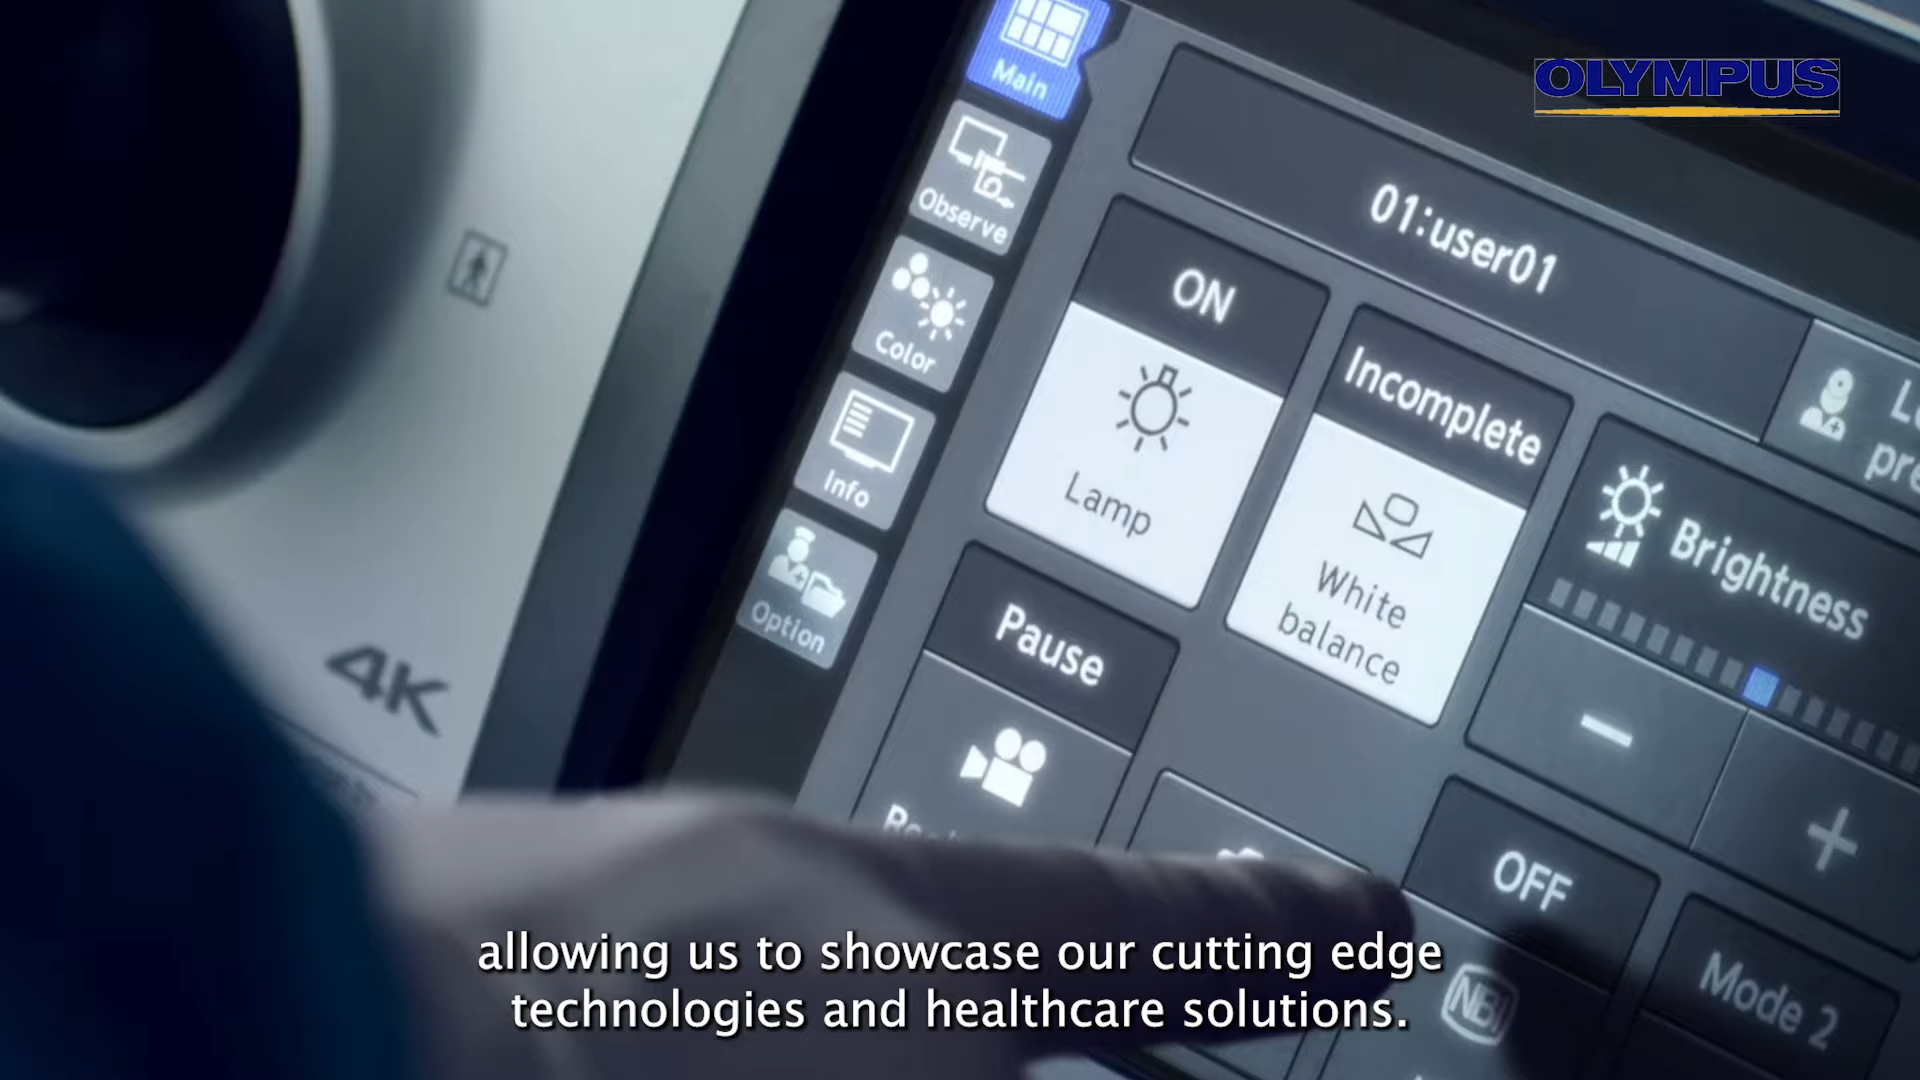 OLYMPUS
Main
Observe
Color
Info
Option
01:user01
ON
Lamp
Incomplete
White
balance
Brightness
Pause
OFF
NBI
Mode 2
4K
allowing us to showcase our cutting edge
technologies and healthcare solutions.